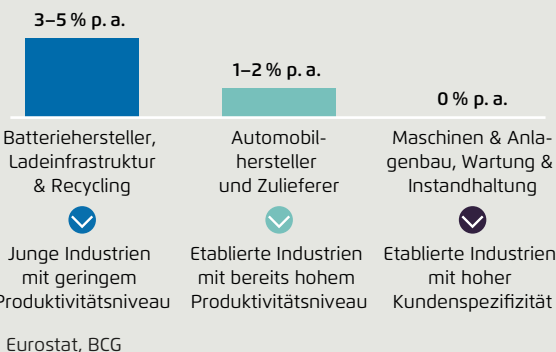 3–5 % p. a.
1–2 % p. a.
0 % p. a.
Batteriehersteller,
Ladeinfrastruktur
& Recycling
Automobil-
hersteller
und Zulieferer
Maschinen & Anla-
genbau, Wartung &
Instandhaltung
Junge Industrien
mit geringem
Produktivitätsniveau
Etablierte Industrien
mit bereits hohem
Produktivitätsniveau
Etablierte Industrien
mit hoher
Kundenspezifizität
Eurostat, BCG